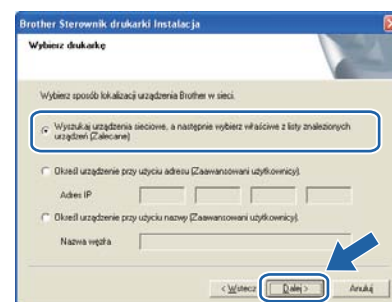 Brother Sterownik drukarki Instalacja
Wybierz drukarkę
Wybierz sposób lokalizacji urządzenia Brother w sieci.
Wyszukaj urządzenia sieciowe, a następnie wybierz właściwe z listy znalezionych
urządzeń (Zalecane)
Określ urządzenie przy użyciu adresu (Zaawansowani użytkownicy).
Adres IP
Określ urządzenie przy użyciu nazwy (Zaawansowani użytkownicy).
Nazwa węzła
< Wstecz Dalej > Anuluj